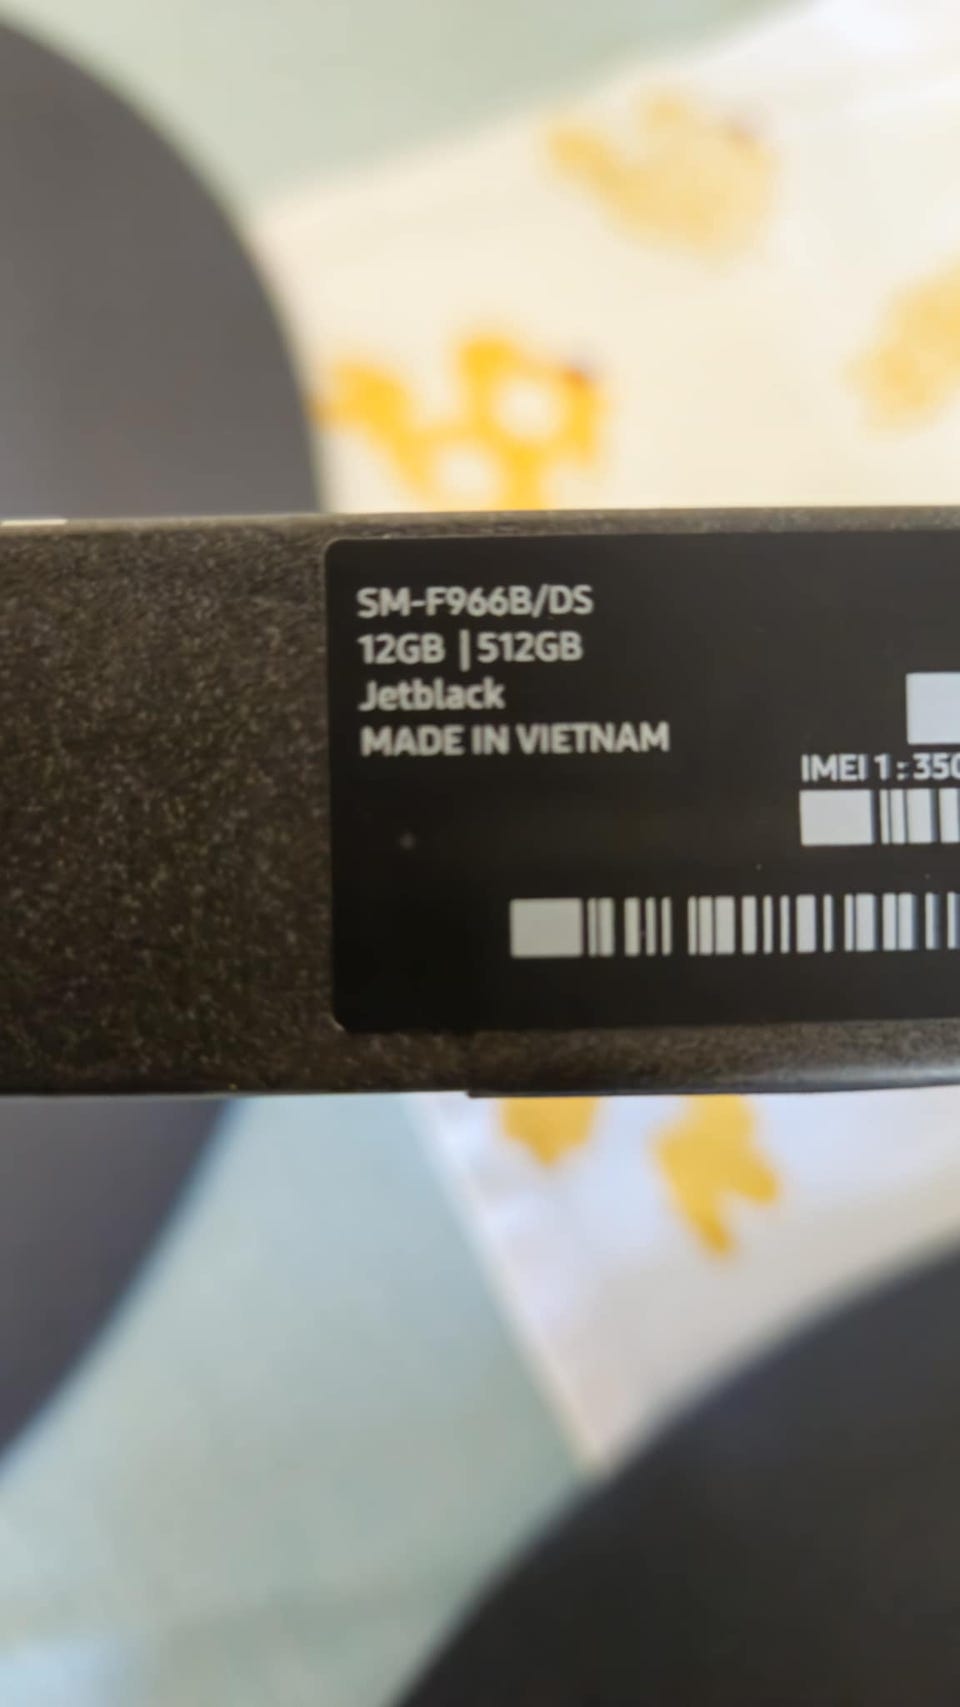 SM-F966B/DS
12GB | 512GB
Jetblack
MADE IN VIETNAM
IMEI 1 : 350